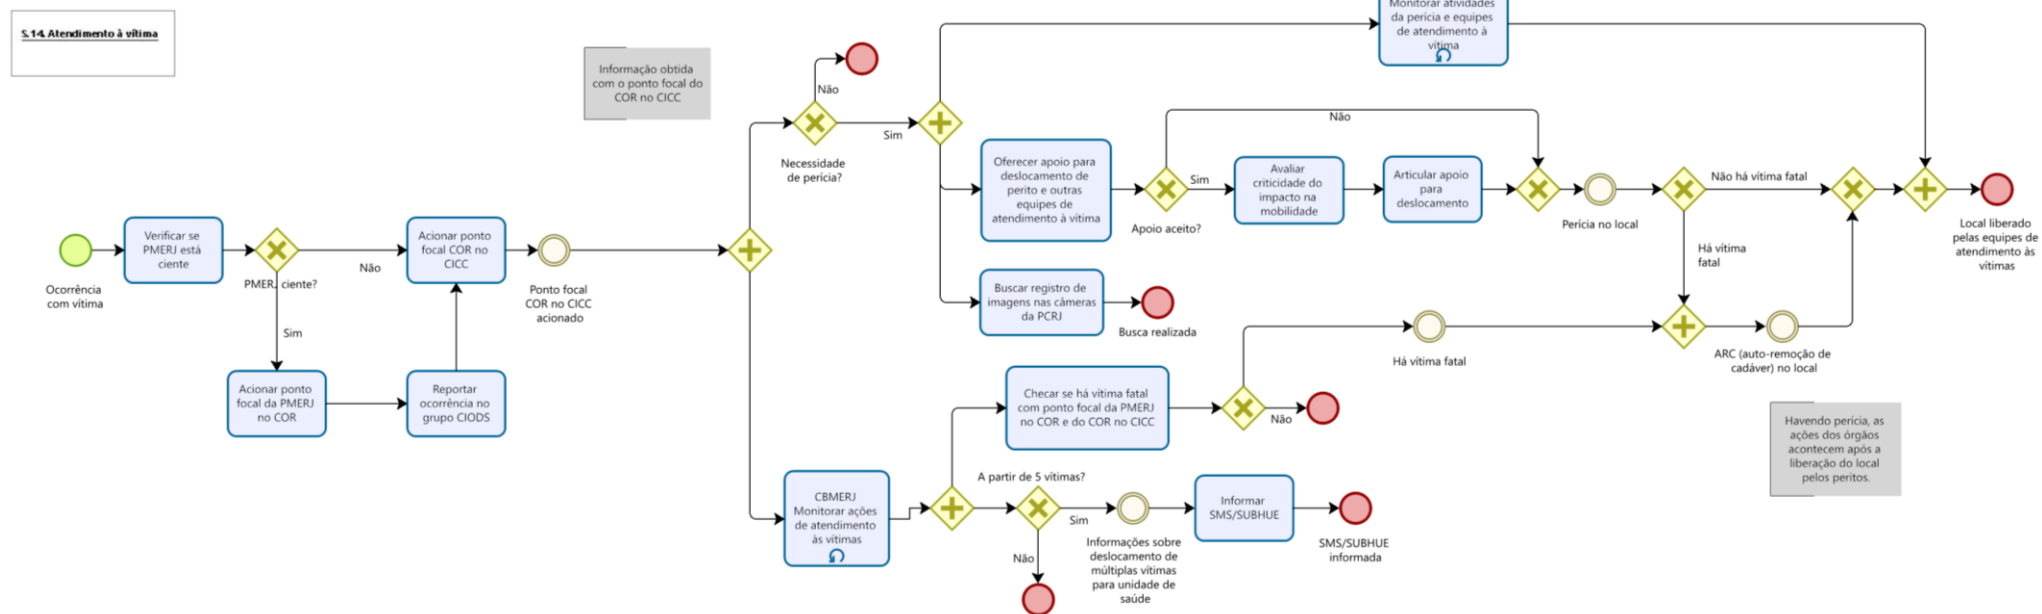 S.14. Atendimento à vítima
Informação obtida
com o ponto focal do
COR no CICC
Monitorar atividades
da perícia e equipes
de atendimento à
vítima
Não
Necessidade
de perícia?
Sim
Não
Oferecer apoio para
deslocamento de
perito e outras
equipes de
atendimento à vítima
Apoio aceito?
Sim
Avaliar
criticidade do
impacto na
mobilidade
Articular apoio
para
deslocamento
Perícia no local
Não há vítima fatal
Há vítima
fatal
Local liberado
pelas equipes de
atendimento às
vítimas
Ocorrência
com vítima
Verificar se
PMERJ está
ciente
PMERJ ciente?
Não
Sim
Acionar ponto
focal COR no
CICC
Ponto focal
COR no CICC
acionado
Acionar ponto
focal da PMERJ
no COR
Reportar
ocorrência no
grupo CIODS
Buscar registro de
imagens nas câmeras
da PCRJ
Busca realizada
Há vítima fatal
ARC (auto-remoção de
cadáver) no local
Checar se há vítima fatal
com ponto focal da PMERJ
no COR e do COR no CICC
Não
Havendo perícia, as
ações dos órgãos
acontecem após a
liberação do local
pelos peritos.
CBMERJ
Monitorar ações
de atendimento
às vítimas
A partir de 5 vítimas?
Sim
Não
Informações sobre
deslocamento de
múltiplas vítimas
para unidade de
saúde
Informar
SMS/SUBHUE
SMS/SUBHUE
informada